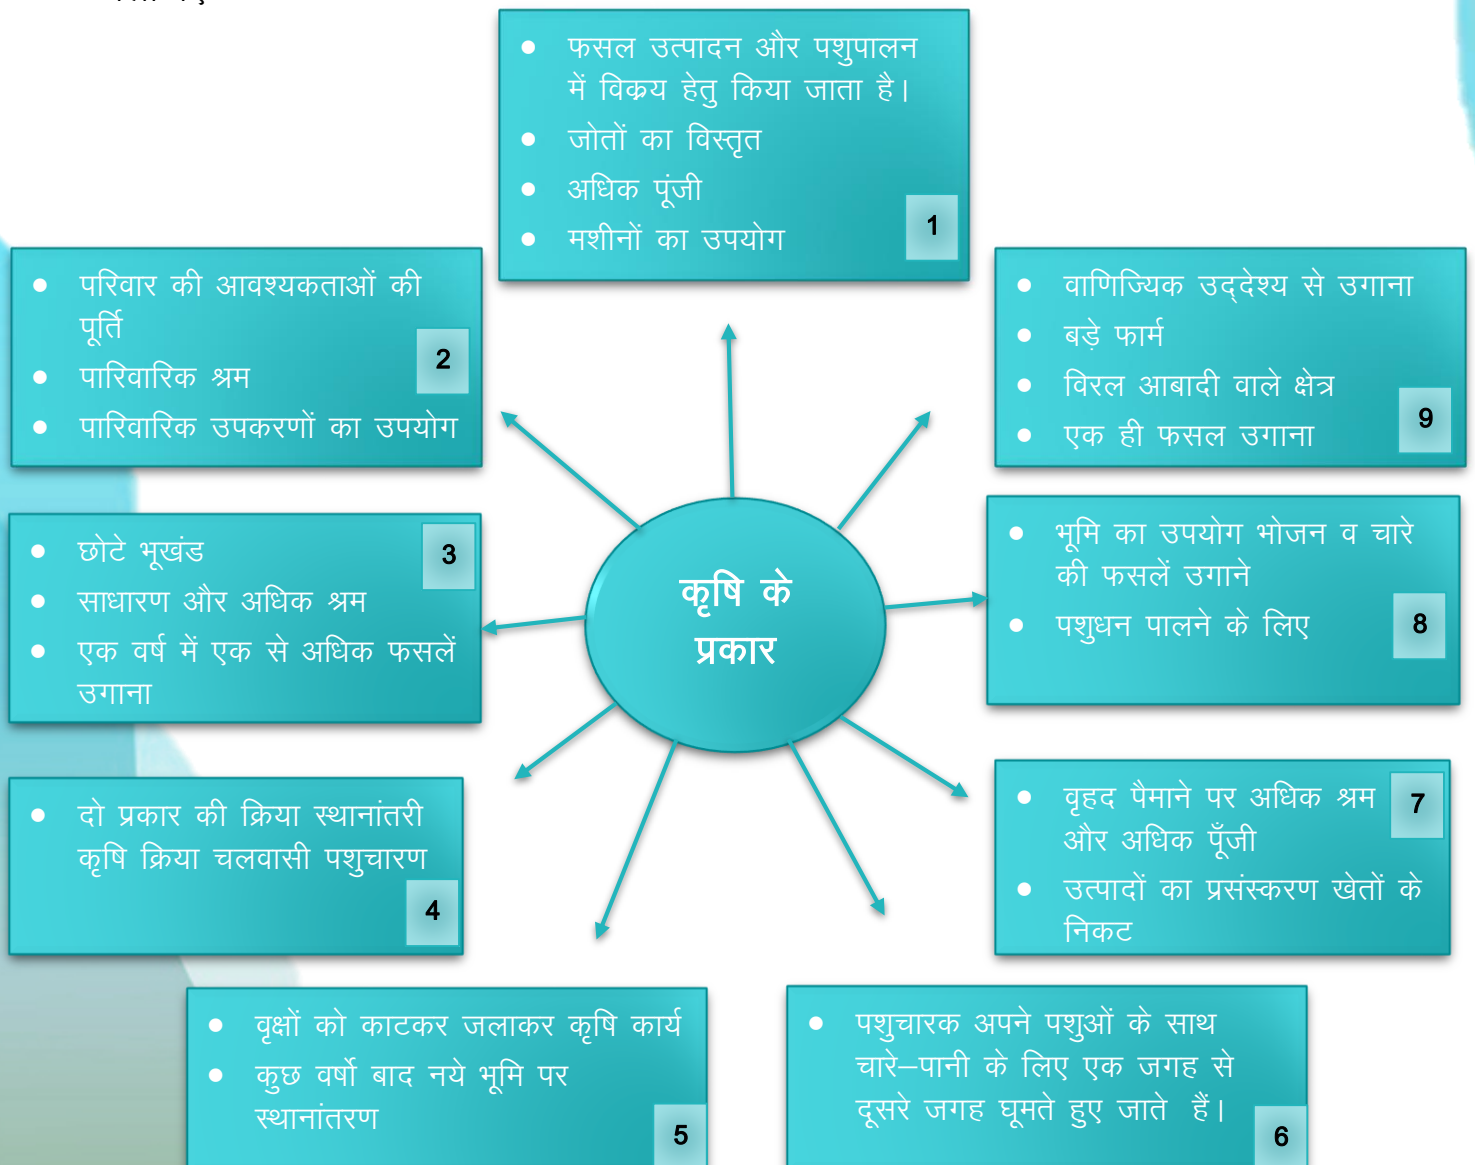 फसल उत्पादन और पशुपालन
में विक्रय हेतु किया जाता है।
जोतों का विस्तृत
अधिक पूंजी
मशीनों का उपयोग
1
परिवार की आवश्यकताओं की
पूर्ति
पारिवारिक श्रम
पारिवारिक उपकरणों का उपयोग
2
छोटे भूखंड
साधारण और अधिक श्रम
एक वर्ष में एक से अधिक फसलें
उगाना
3
दो प्रकार की क्रिया स्थानांतरी
कृषि क्रिया चलवासी पशुचारण
4
वृक्षों को काटकर जलाकर कृषि कार्य
कुछ वर्षो बाद नये भूमि पर
स्थानांतरण
5
पशुचारक अपने पशुओं के साथ
चारे–पानी के लिए एक जगह से
दूसरे जगह घूमते हुए जाते हैं।
6
वृहद पैमाने पर अधिक श्रम
और अधिक पूँजी
उत्पादों का प्रसंस्करण खेतों के
निकट
7
भूमि का उपयोग भोजन व चारे
की फसलें उगाने
पशुधन पालने के लिए
8
वाणिज्यिक उद्देश्य से उगाना
बड़े फार्म
विरल आबादी वाले क्षेत्र
एक ही फसल उगाना
9
कृषि के
प्रकार